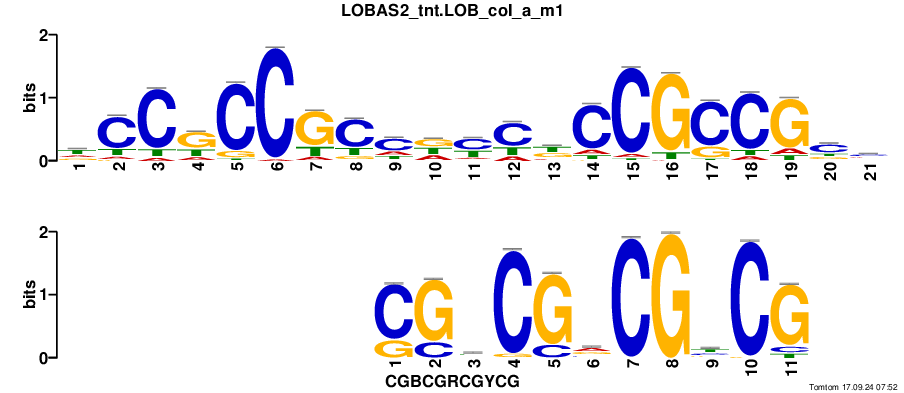 LOBAS2_tnt.LOB_col_a_m1
bits
2
1
0
1 2 3 4 5 6 7 8 9 10 11 12 13 14 15 16 17 18 19 20 21
bits
2
1
0
1 2 3 4 5 6 7 8 9 10 11
CGBCGRCGYCG
Tomtom 17.09.24 07:52